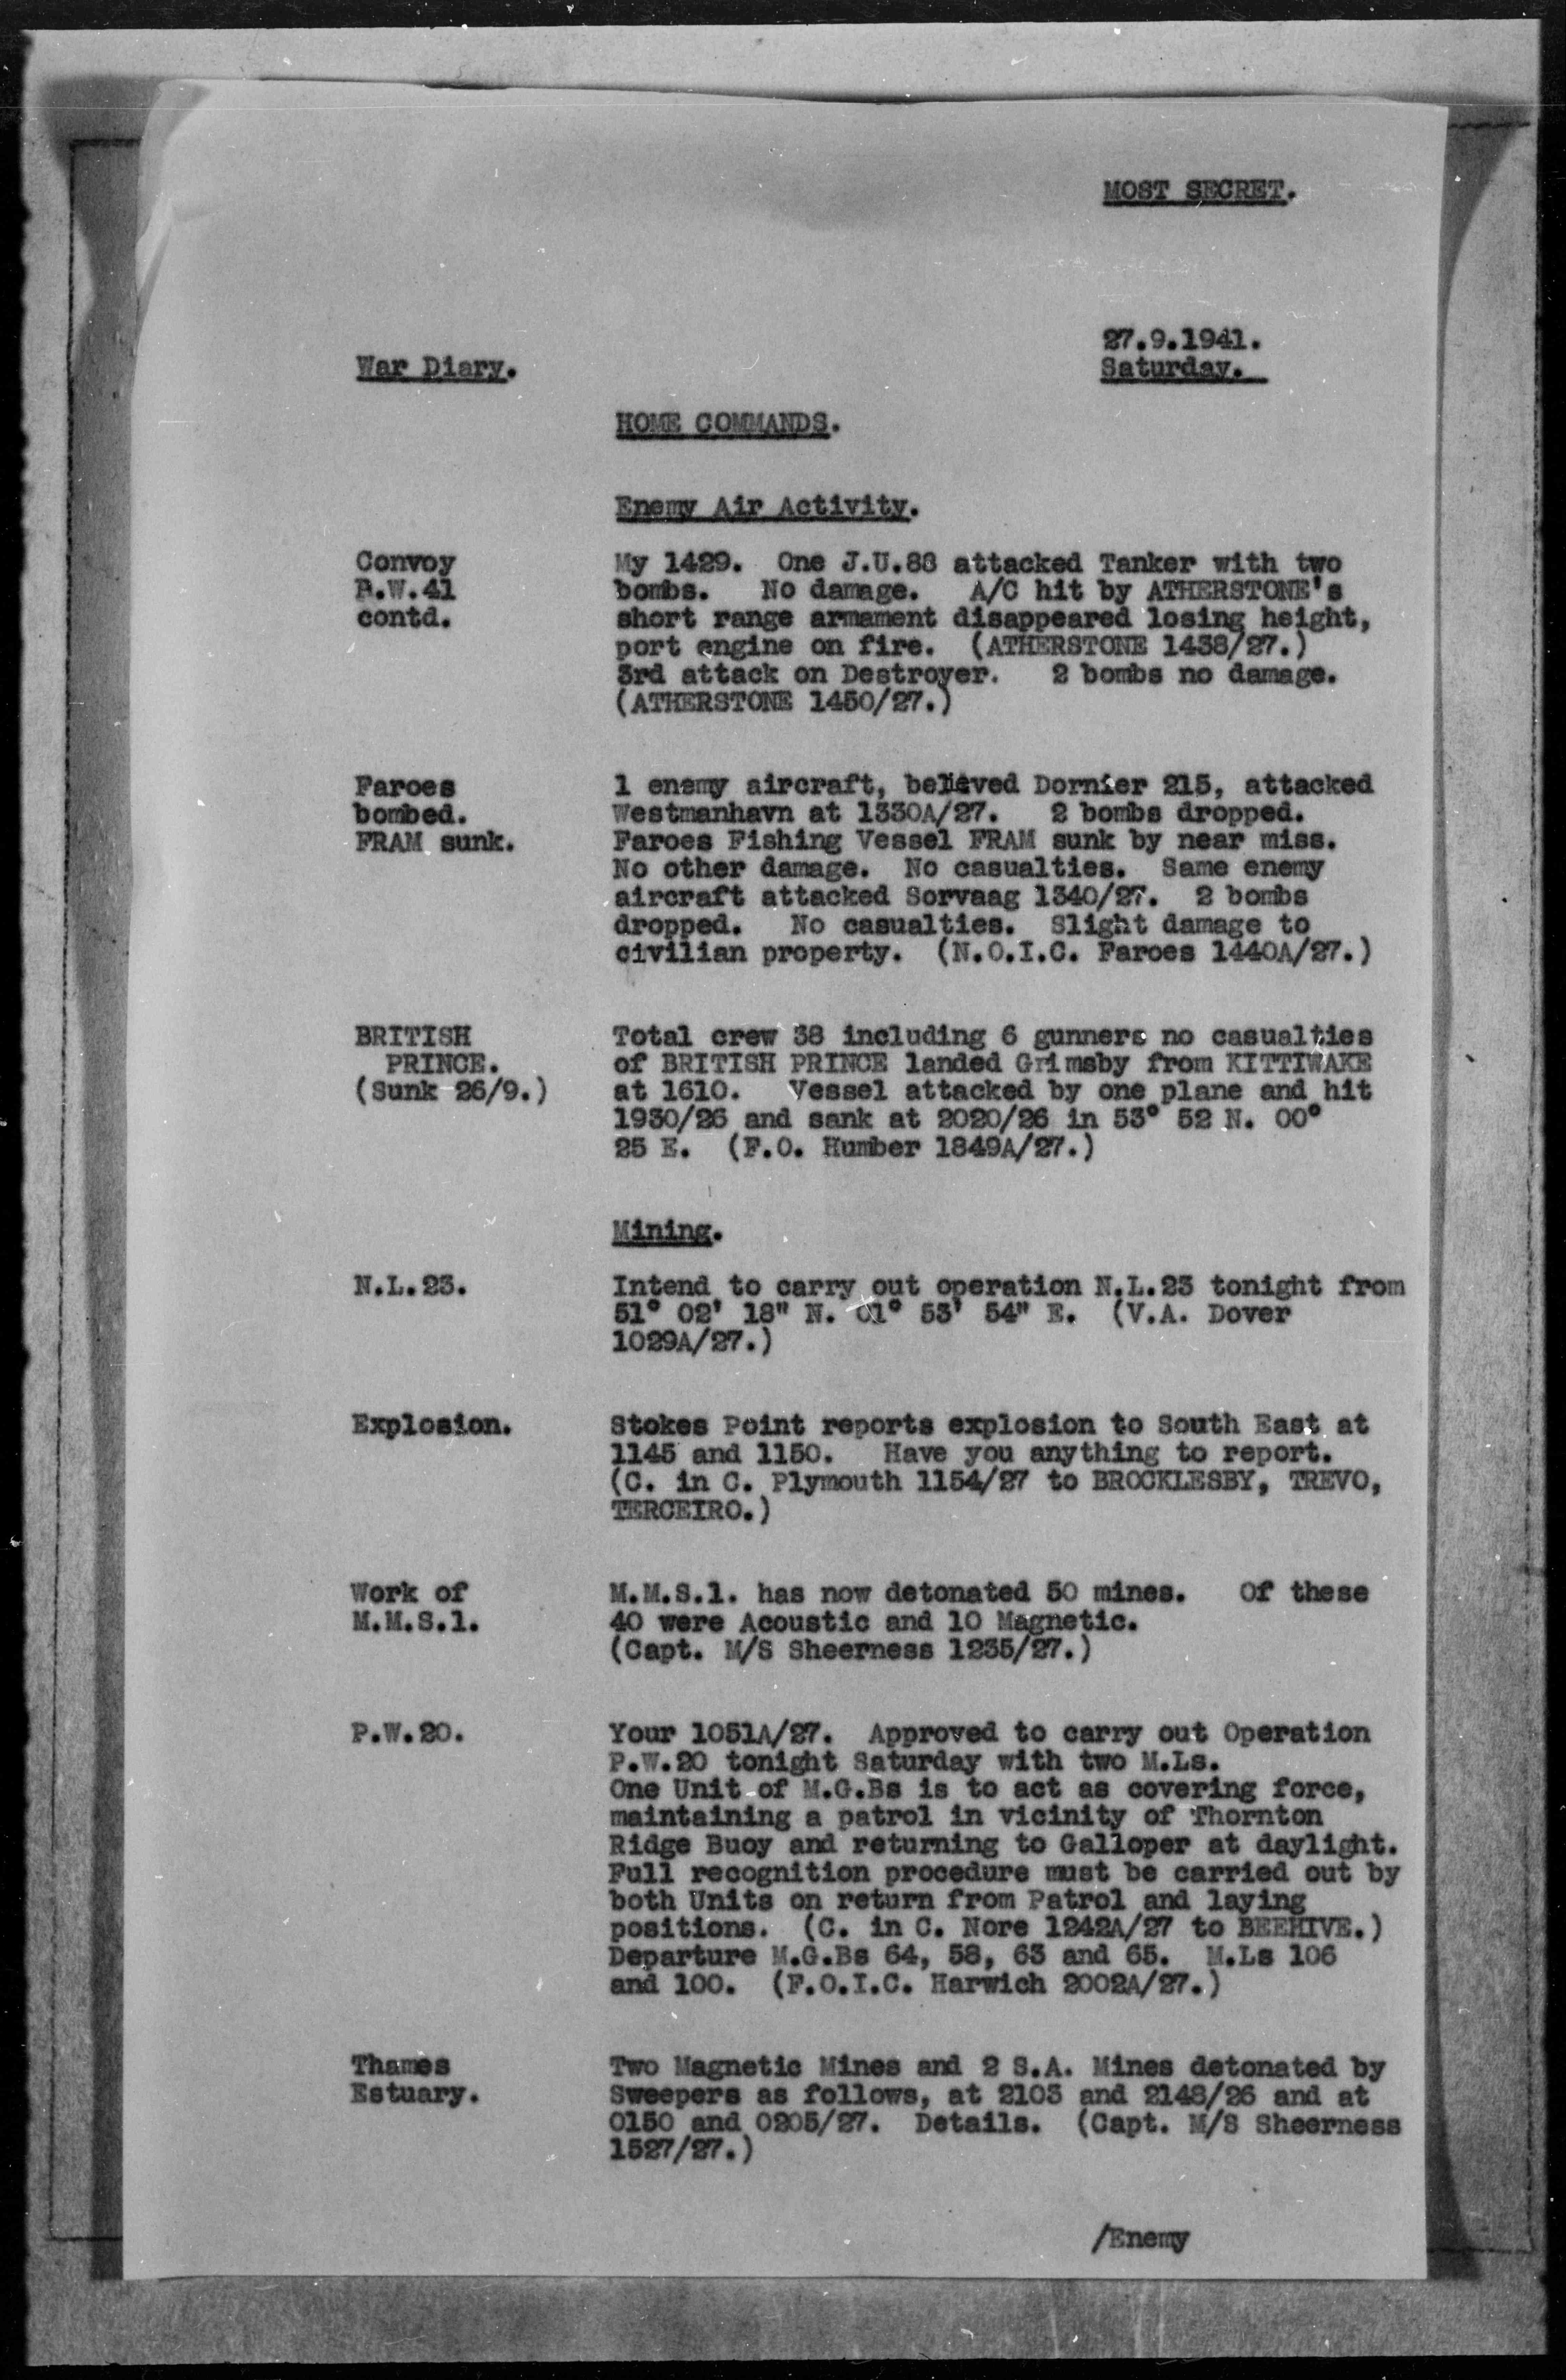 MOST SECRET.
27.9.1941.
War Diary.
Saturday.
HOME COMMANDS.
Enemy Air Activity.
Convoy
P.W.41
contd.
My 1429. One J.U.88 attacked Tanker with two
bombs. No damage. A/C hit by ATHERSTONE's
short range armament disappeared losing height,
port engine on fire. (ATHERSTONE 1438/27.)
3rd attack on Destroyer. 2 bombs no damage.
(ATHERSTONE 1450/27.)
Faroes
bombed.
FRAM sunk.
1 enemy aircraft, believed Dornier 215, attacked
Westmanhavn at 1330A/27. 2 bombs dropped.
Faroes Fishing Vessel FRAM sunk by near miss.
No other damage. No casualties. Same enemy
aircraft attacked Sorvaag 1340/27. 2 bombs
dropped. No casualties. Slight damage to
civilian property. (N.O.I.C. Faroes 1440A/27.)
BRITISH
PRINCE.
(Sunk 26/9.)
Total crew 38 including 6 gunners no casualties
of BRITISH PRINCE landed Grimsby from KITTIWAKE
at 1610. Vessel attacked by one plane and hit
1930/26 and sank at 2020/26 in 53° 52 N. 00°
25 E. (F.O. Humber 1849A/27.)
Mining.
N.L.23.
Intend to carry out operation N.L.23 tonight from
51° 02' 18" N. 01° 53' 54" E. (V.A. Dover
1029A/27.)
Explosion.
Stokes Point reports explosion to South East at
1145 and 1150. Have you anything to report.
(C. in C. Plymouth 1154/27 to BROCKLESBY, TREVO,
TERCEIRO.)
Work of
M.M.S.1.
M.M.S.1. has now detonated 50 mines. Of these
40 were Acoustic and 10 Magnetic.
(Capt. M/S Sheerness 1235/27.)
P.W.20.
Your 1051A/27. Approved to carry out Operation
P.W.20 tonight Saturday with two M.Ls.
One Unit of M.G.Bs is to act as covering force,
maintaining a patrol in vicinity of Thornton
Ridge Buoy and returning to Galloper at daylight.
Full recognition procedure must be carried out by
both Units on return from Patrol and laying
positions. (C. in C. Nore 1242A/27 to BEEHIVE.)
Departure M.G.Bs 64, 58, 63 and 65. M.Ls 106
and 100. (F.O.I.C. Harwich 2002A/27.)
Thames
Estuary.
Two Magnetic Mines and 2 S.A. Mines detonated by
Sweepers as follows, at 2103 and 2148/26 and at
0150 and 0205/27. Details. (Capt. M/S Sheerness
1527/27.)
/Enemy